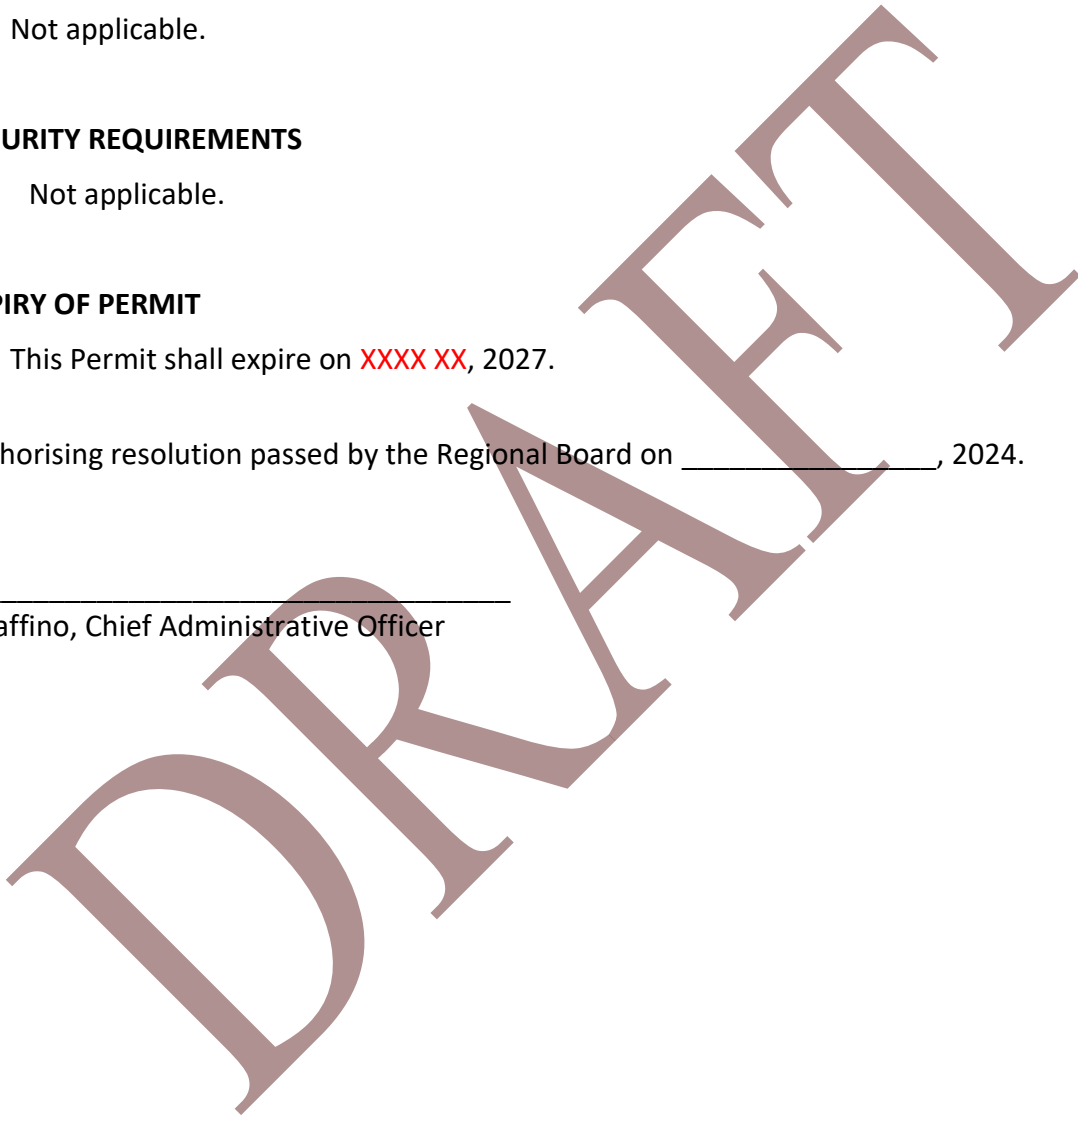 Not applicable.
URITY REQUIREMENTS
Not applicable.
PIRY OF PERMIT
This Permit shall expire on XXXX XX, 2027.
horising resolution passed by the Regional Board on ________________, 2024.
affino, Chief Administrative Officer
DRAFT